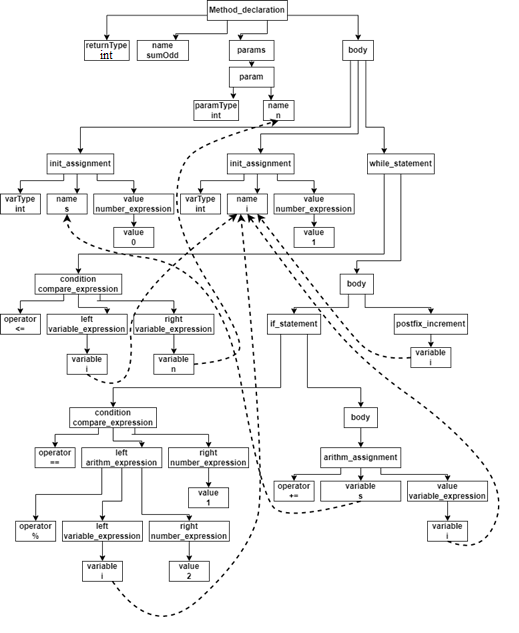 Method_declaration
returnType
int
name
sumOdd
params
body
param
paramType
int
name
n
init_assignment
init_assignment
while_statement
varType
int
name
s
value
number_expression
varType
int
name
i
value
number_expression
value
0
value
1
condition
compare_expression
body
operator
<=
left
variable_expression
right
variable_expression
if_statement
postfix_increment
variable
i
variable
n
variable
i
condition
compare_expression
body
operator
==
left
arithm_expression
right
number_expression
arithm_assignment
value
1
operator
+=
variable
s
value
variable_expression
operator
%
left
variable_expression
right
number_expression
variable
i
variable
i
value
2